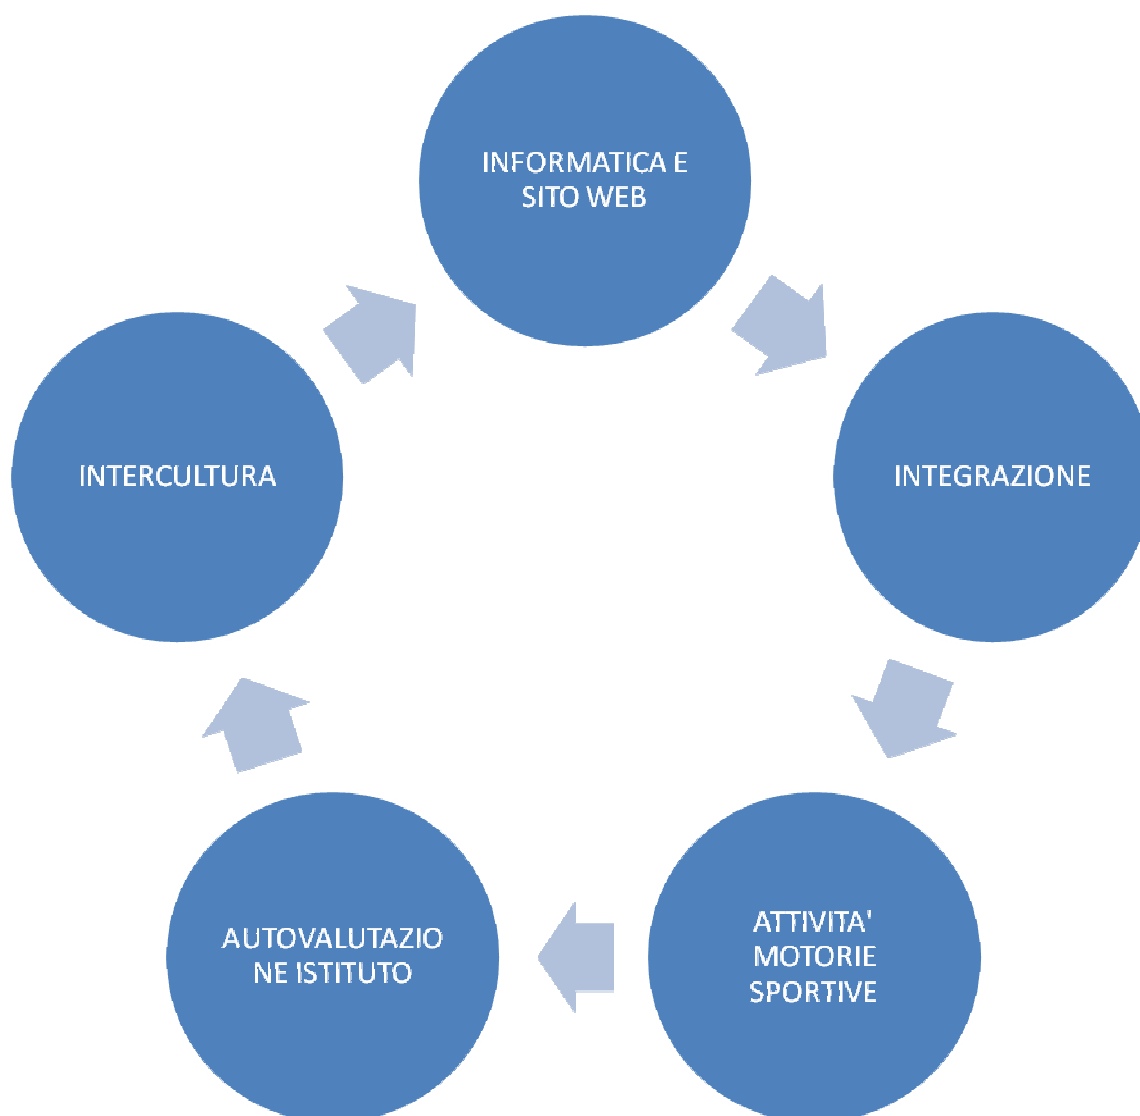 INFORMATICA E
SITO WEB
INTEGRAZIONE
ATTIVITA'
MOTORIE
SPORTIVE
AUTOVALUTAZIO
NE ISTITUTO
INTERCULTURA